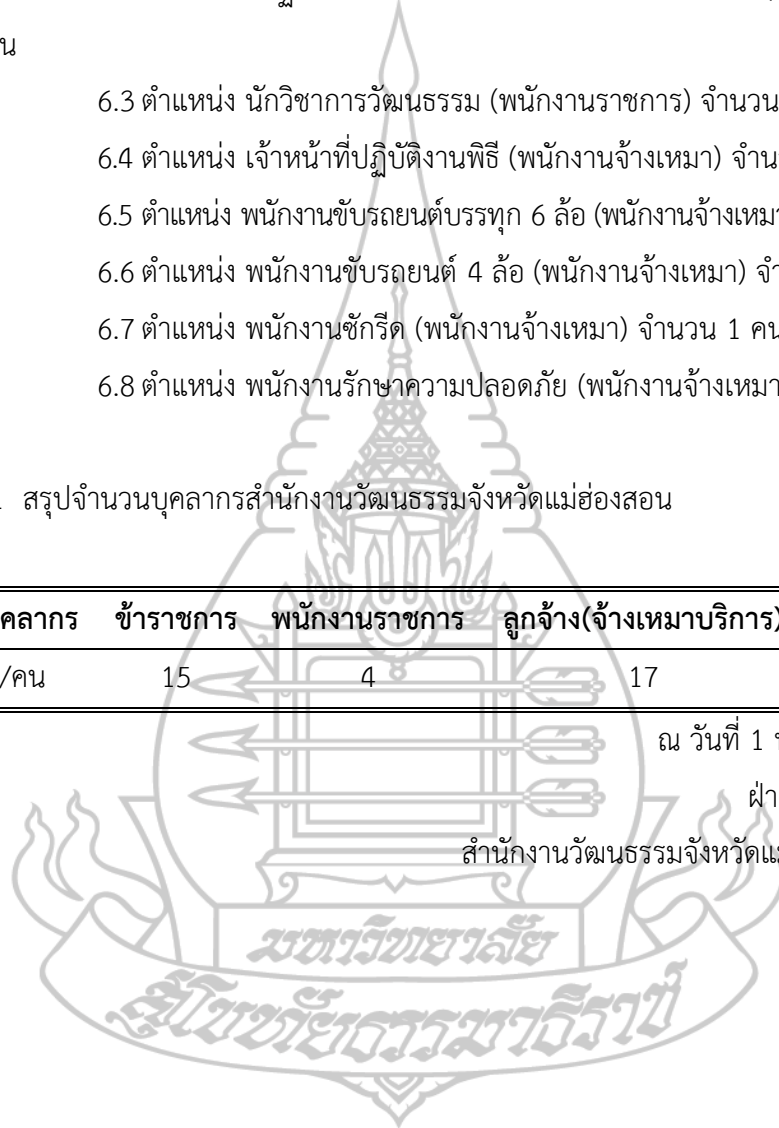 น
6.3 ตำแหน่ง นักวิชาการวัฒนธรรม (พนักงานราชการ) จำนวน
6.4 ตำแหน่ง เจ้าหน้าที่ปฏิบัติงานพิธี (พนักงานจ้างเหมา)
6.5 ตำแหน่ง พนักงานขับรถยนต์บรรทุก 6 ล้อ (พนักงานจ้างเหมา
6.6 ตำแหน่ง พนักงานขับรถยนต์ 4 ล้อ (พนักงานจ้างเหมา)
6.7 ตำแหน่ง พนักงานซักรีด (พนักงานจ้างเหมา) จำนวน 1 คน
6.8 ตำแหน่ง พนักงานรักษาความปลอดภัย (พนักงานจ้างเหมา
สรุปจำนวนบุคลากรสำนักงานวัฒนธรรมจังหวัดแม่ฮ่องสอน
คลากร ข้าราชการ พนักงานราชการ ลูกจ้าง(จ้างเหมาบริการ)
/คน 15 4 17
ณ วันที่ 1
ฝ่า
สำนักงานวัฒนธรรมจังหวัดแม
มหาวิทยาลัย
สุโขทัยธรรมาธิราช